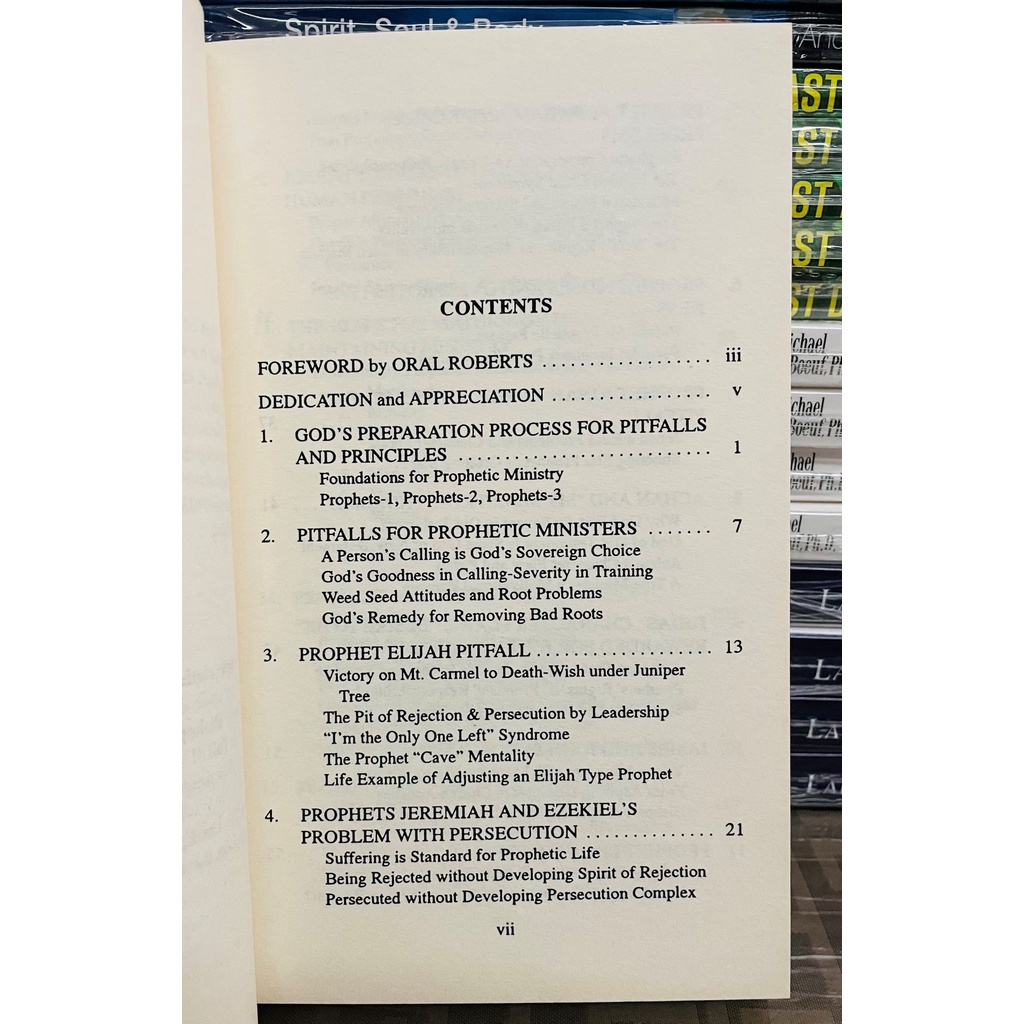 Spirit, Soul & Body
CONTENTS
FOREWORD by ORAL ROBERTS .................. iii
DEDICATION and APPRECIATION ................. v
1. GOD'S PREPARATION PROCESS FOR PITFALLS
AND PRINCIPLES .......................... 1
Foundations for Prophetic Ministry
Prophets-1, Prophets-2, Prophets-3
2. PITFALLS FOR PROPHETIC MINISTERS ....... 7
A Person's Calling is God's Sovereign Choice
God's Goodness in Calling-Severity in Training
Weed Seed Attitudes and Root Problems
God's Remedy for Removing Bad Roots
3. PROPHET ELIJAH PITFALL .................. 13
Victory on Mt. Carmel to Death-Wish under Juniper
Tree
The Pit of Rejection & Persecution by Leadership
"I'm the Only One Left" Syndrome
The Prophet "Cave" Mentality
Life Example of Adjusting an Elijah Type Prophet
4. PROPHETS JEREMIAH AND EZEKIEL'S
PROBLEM WITH PERSECUTION .............. 21
Suffering is Standard for Prophetic Life
Being Rejected without Developing Spirit of Rejection
Persecuted without Developing Persecution Complex
vii